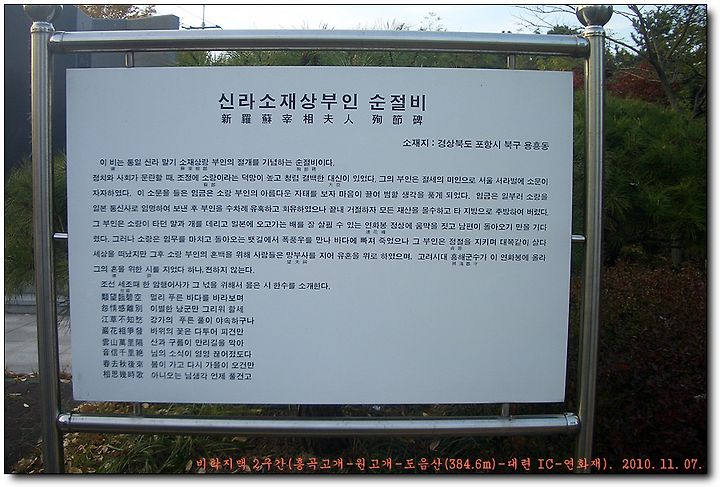 신라소재상부인 순절비
新羅蘇宰相夫人 殉節碑
소재지 : 경상북도 포항시 북구 용흥동
이 비는 통일 신라 말기 소재상랑 부인의 절개를 기념하는 순절비이다.
정치와 사회가 문란할 때, 조정에 소랑이라는 덕망이 높고 청렴 결백한 대신이 있었다. 그의 부인은 절세의 미인으로 서울 서라벌에 소문이
자자하였다. 이 소문을 들은 임금은 소랑 부인의 아름다운 자태를 보자 마음이 끌어 범할 생각을 품게 되었다. 임금은 일부러 소랑을
일본 통신사로 임명하여 보낸 후 부인을 수차례 유혹하고 회유하였으나 끝내 거절하자 모든 재산을 몰수하고 타 지방으로 추방하여 버렸다.
그 부인은 소랑이 타던 말과 개를 데리고 일본에 오고가는 배를 잘 살필 수 있는 연화봉 정상에 움막을 짓고 남편이 돌아오기 만을 기다
렸다. 그러나 소랑은 임무를 마치고 돌아오는 뱃길에서 폭풍우를 만나 바다에 빠져 죽었으나 그 부인은 정절을 지키며 대쪽같이 살다
세상을 떠났지만 그후 소랑 부인의 혼백을 위해 사람들은 망부사를 지어 유혼을 위로 하였으며, 고려시대 흥해군수가 이 연화봉에 올라
그의 혼을 위한 시를 지었다 하나, 전하지 않는다.
조선 세조때 한 암행어사가 그 넋을 위해서 읊은 시 한수를 소개한다.
顒望臨碧空 멀리 푸른 바다를 바라보며
怨情感離別 이별한 낭군만 그리워 할세
江草不知愁 강가의 푸른 풀이 야속하구나
巖花祖爭發 바위의 꽃은 다투어 피건만
雲山萬里隔 산과 구름이 만리길을 막아
音信千里絶 님의 소식이 영영 끊어졌도다
春去秋後來 봄이 가고 다시 가을이 오건만
相思幾時歌 아니오는 님생각 언제 풀건고
비학지맥 2구간(흥곡고개-원고개-도음산(384.6m)-대련 IC-연화재). 2010. 11. 07.